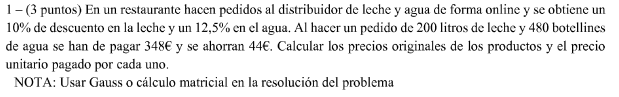 1 – (3 puntos) En un restaurante hacen pedidos al distribuidor de leche y agua de forma online y se obtiene un
10% de descuento en la leche y un 12,5% en el agua. Al hacer un pedido de 200 litros de leche y 480 botellines
de agua se han de pagar 348€ y se ahorran 44€. Calcular los precios originales de los productos y el precio
unitario pagado por cada uno.
NOTA: Usar Gauss o cálculo matricial en la resolución del problema